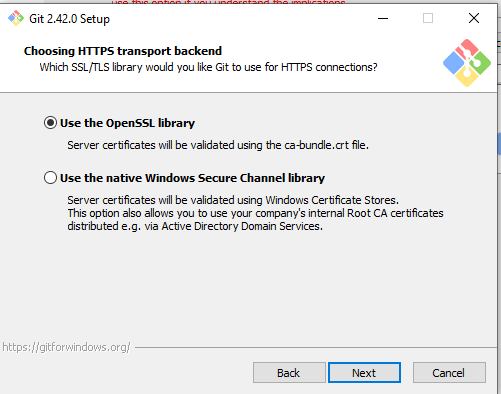 use this option if you understand the implications
Git 2.42.0 Setup
Choosing HTTPS transport backend
Which SSL/TLS library would you like Git to use for HTTPS connections?
Use the OpenSSL library
Server certificates will be validated using the ca-bundle.crt file.
Use the native Windows Secure Channel library
Server certificates will be validated using Windows Certificate Stores.
This option also allows you to use your company's internal Root CA certificates
distributed e.g. via Active Directory Domain Services.
https://gitforwindows.org/
Back
Next
Cancel